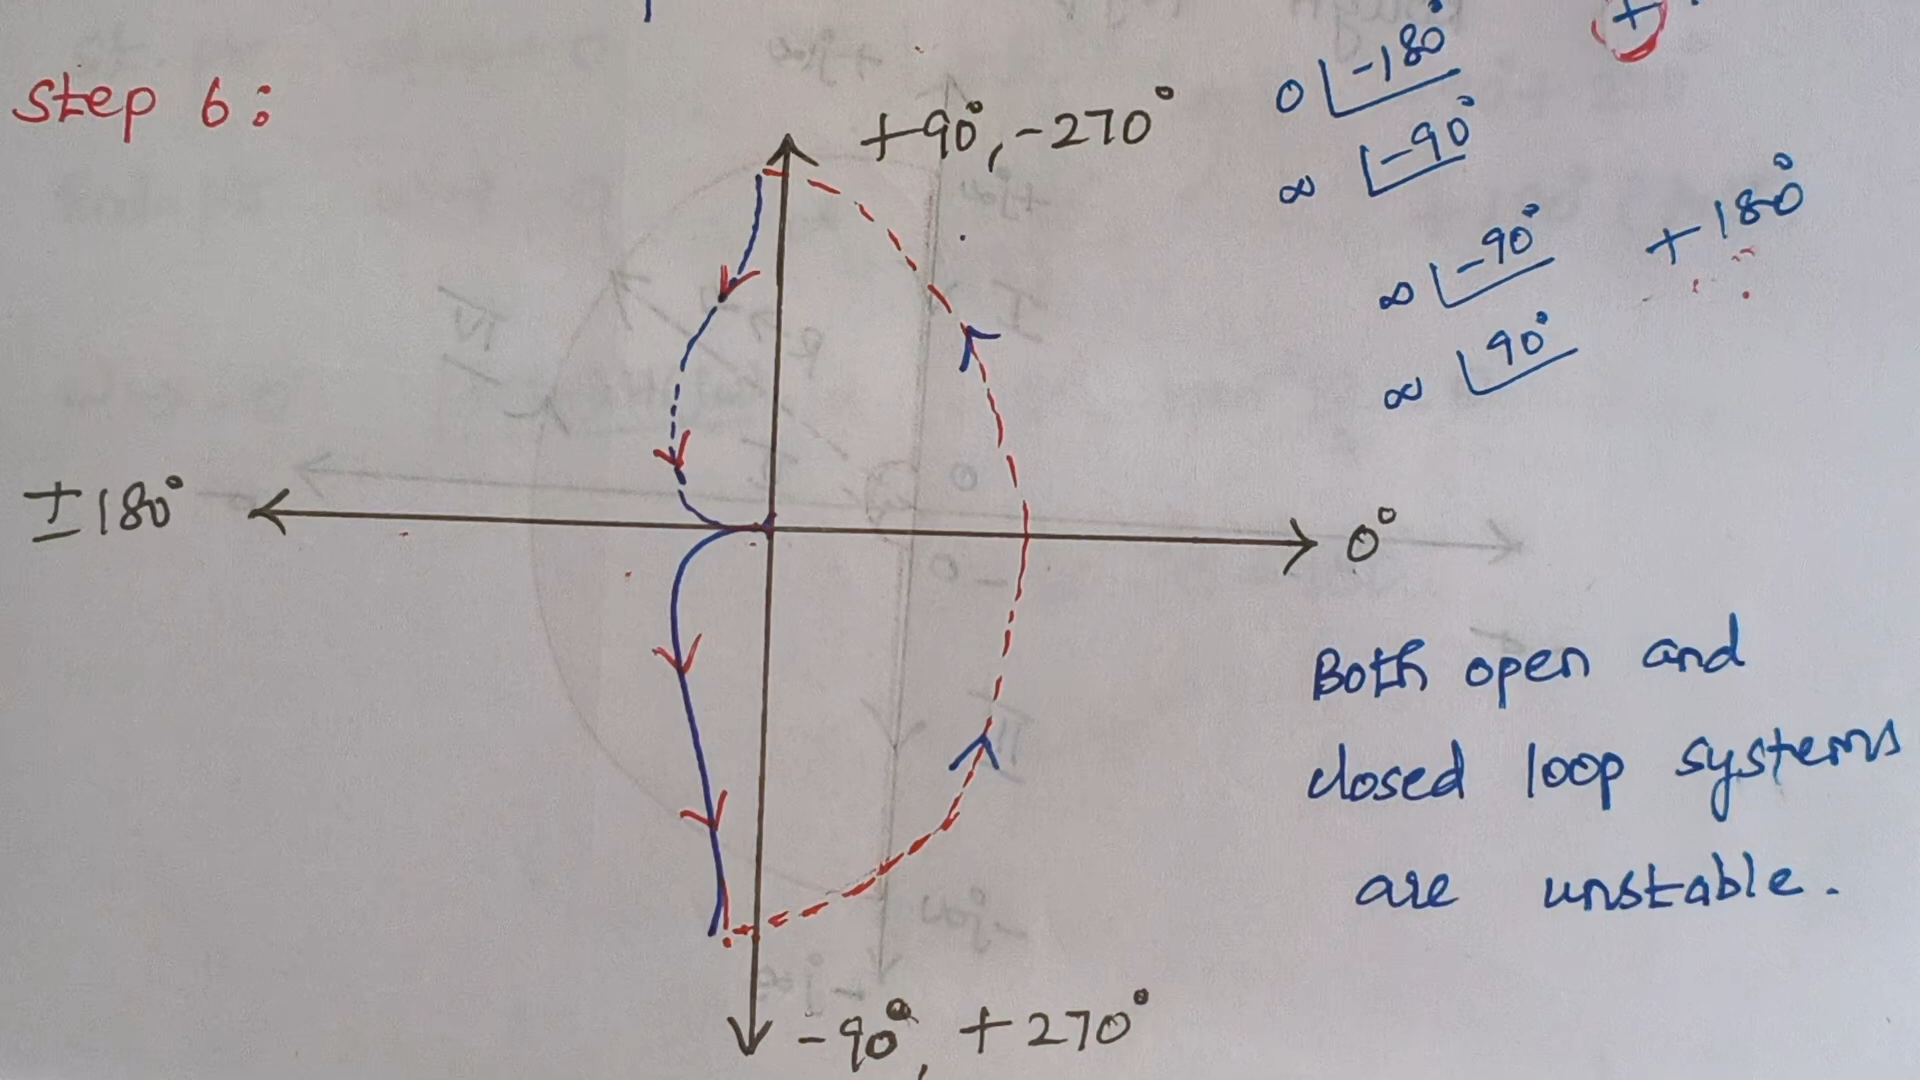 Step 6:
+90°, -270°
0 ∠-180°
∞ ∠-90°
∞ ∠-90° +180°
∞ ∠90°
±180°
0°
Both open and
closed loop systems
are unstable.
-90°, +270°
+